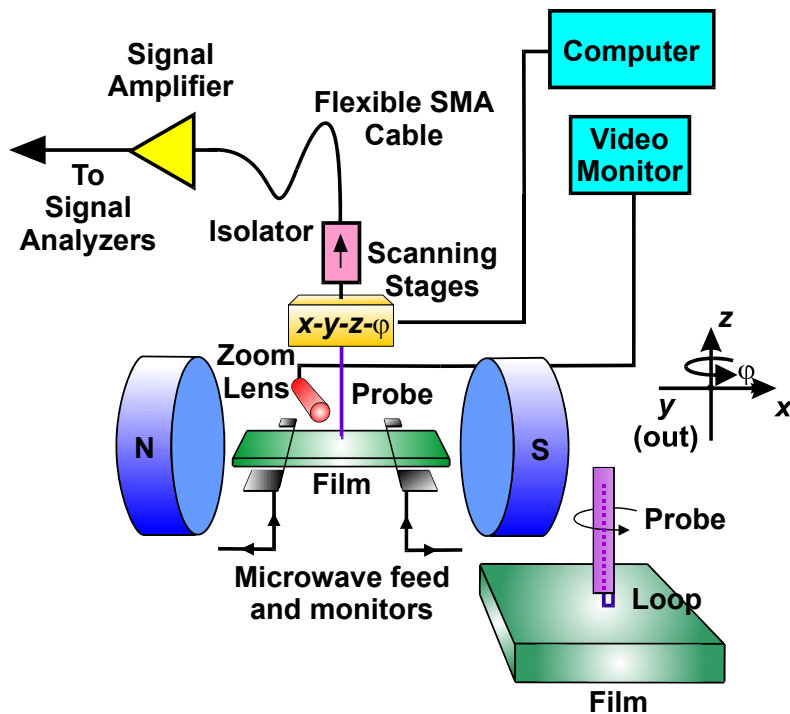 Signal
Amplifier
Flexible SMA
Cable
Computer
Video
Monitor
To
Signal
Analyzers
Isolator
Scanning
Stages
x-y-z-φ
Zoom
Lens
Probe
N
S
Film
z
φ
y
x
(out)
Microwave feed
and monitors
Probe
Loop
Film